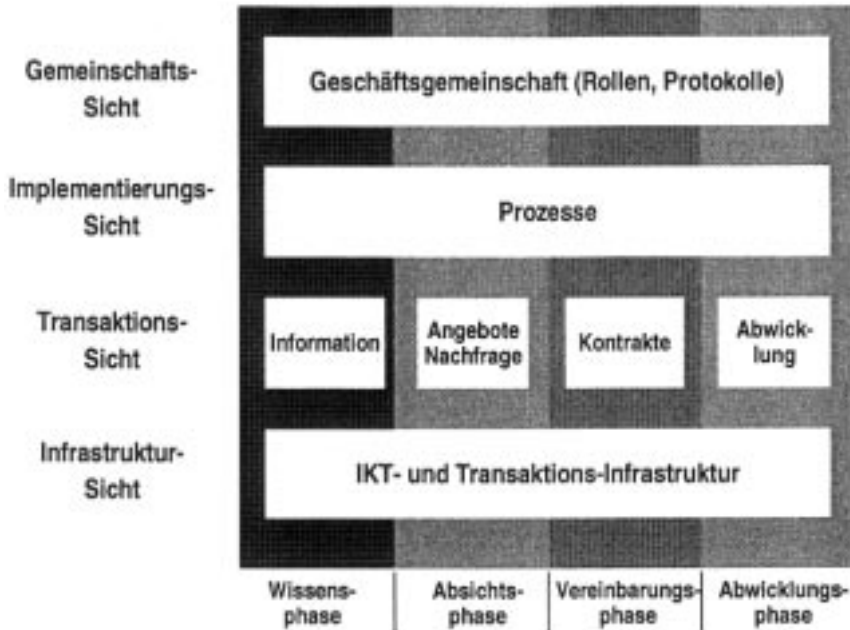 Gemeinschafts-
Sicht
Geschäftsgemeinschaft (Rollen, Protokolle)
Implementierungs-
Sicht
Prozesse
Transaktions-
Sicht
Information
Angebote
Nachfrage
Kontrakte
Abwick-
lung
Infrastruktur-
Sicht
IKT- und Transaktions-Infrastruktur
Wissens-
phase
Absichts-
phase
Vereinbarungs-
phase
Abwicklungs-
phase